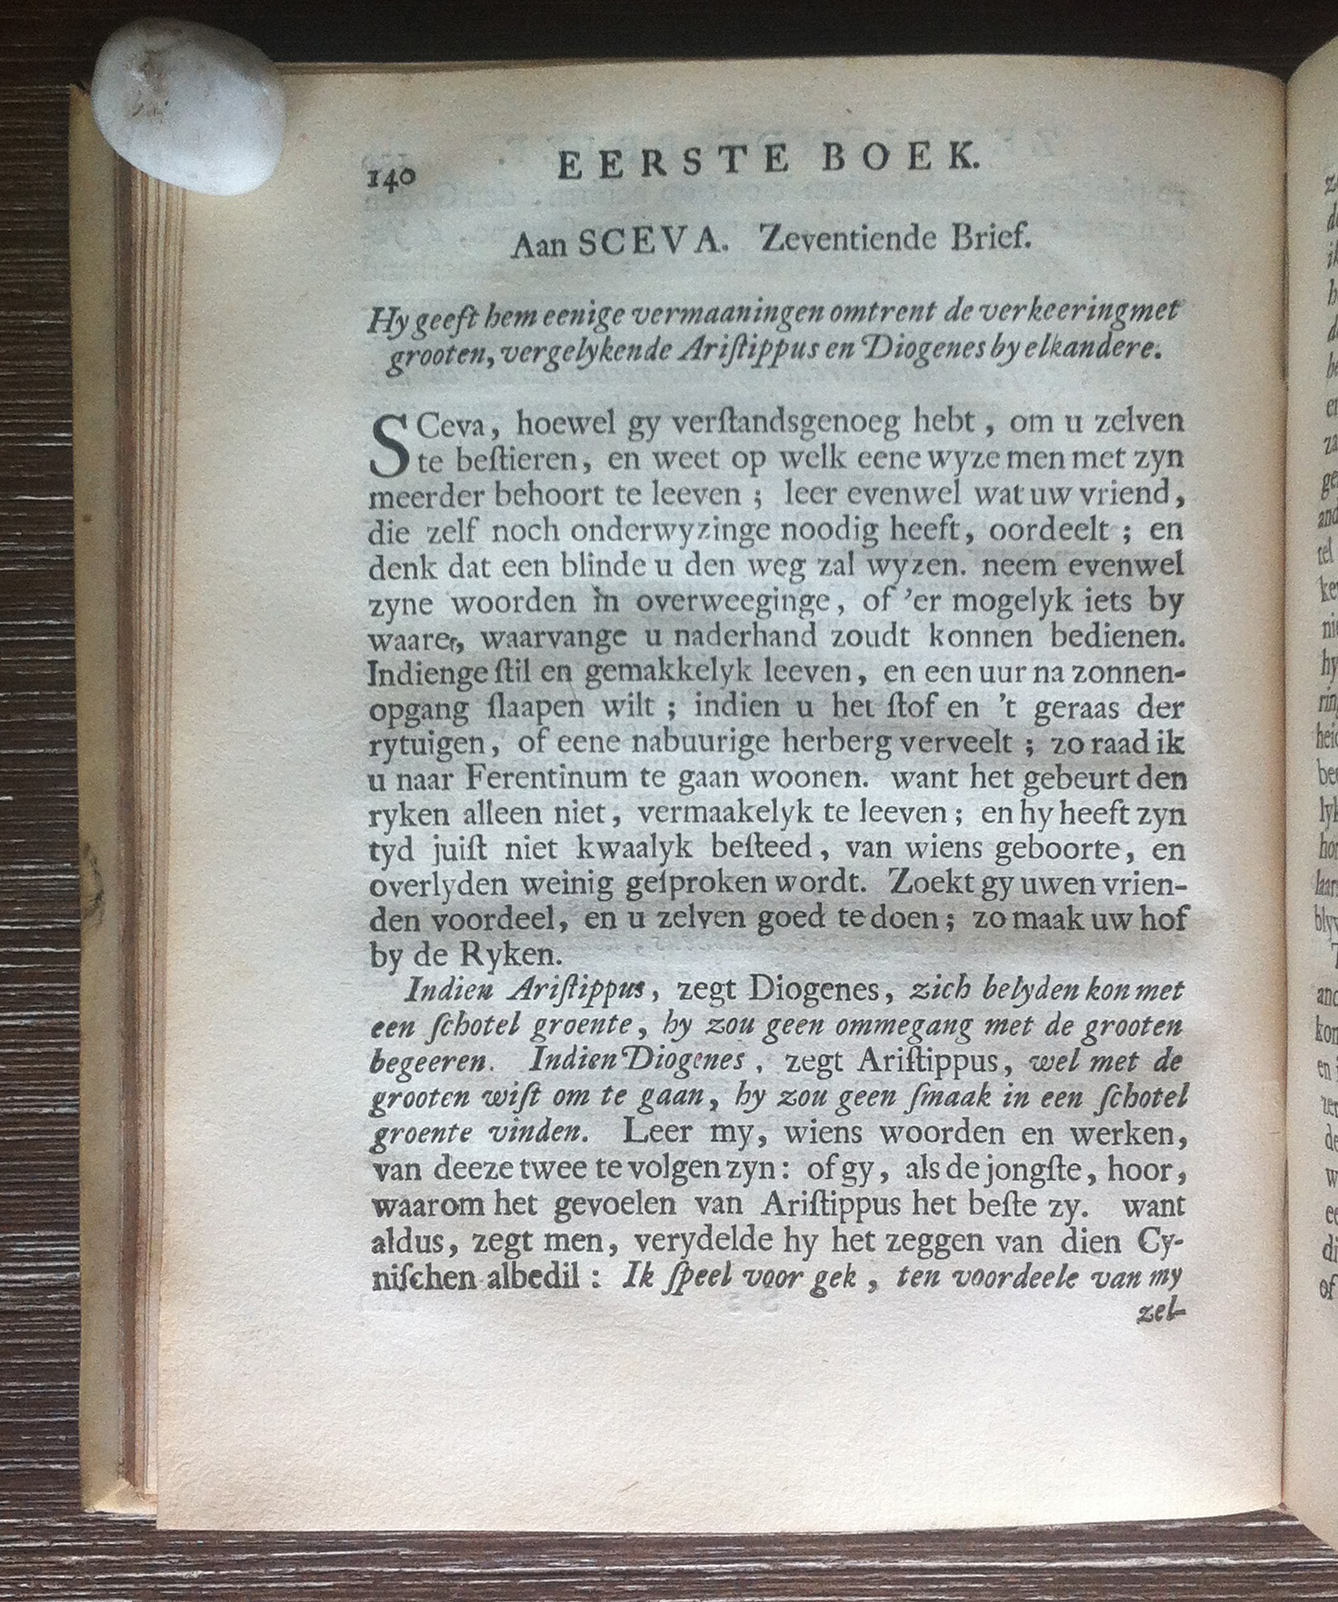 140 EERSTE BOEK.
Aan SCEVA. Zeventiende Brief.
Hy geeft hem eenige vermaaningen omtrent de verkeering met
grooten, vergelykende Ariſtippus en Diogenes by elkandere.
SCeva, hoewel gy verſtandsgenoeg hebt, om u zelven
te beſtieren, en weet op welk eene wyze men met zyn
meerder behoort te leeven; leer evenwel wat uw vriend,
die zelf noch onderwyzinge noodig heeft, oordeelt; en
denk dat een blinde u den weg zal wyzen. neem evenwel
zyne woorden in overweeginge, of 'er mogelyk iets by
waarer, waarvange u naderhand zoudt konnen bedienen.
Indienge ſtil en gemakkelyk leeven, en een uur na zonnen-
opgang ſlaapen wilt; indien u het ſtof en 't geraas der
rytuigen, of eene nabuurige herberg verveelt; zo raad ik
u naar Ferentinum te gaan woonen. want het gebeurt den
ryken alleen niet, vermaakelyk te leeven; en hy heeft zyn
tyd juiſt niet kwaalyk beſteed, van wiens geboorte, en
overlyden weinig geſproken wordt. Zoekt gy uwen vrien-
den voordeel, en u zelven goed te doen; zo maak uw hof
by de Ryken.
Indien Ariſtippus, zegt Diogenes, zich belyden kon met
een ſchotel groente, hy zou geen ommegang met de grooten
begeeren. Indien Diogenes, zegt Ariſtippus, wel met de
grooten wiſt om te gaan, hy zou geen ſmaak in een ſchotel
groente vinden. Leer my, wiens woorden en werken,
van deeze twee te volgen zyn: of gy, als de jongſte, hoor,
waarom het gevoelen van Ariſtippus het beſte zy. want
aldus, zegt men, verydelde hy het zeggen van dien Cy-
niſchen albedil: Ik ſpeel voor gek, ten voordeele van my
zel-